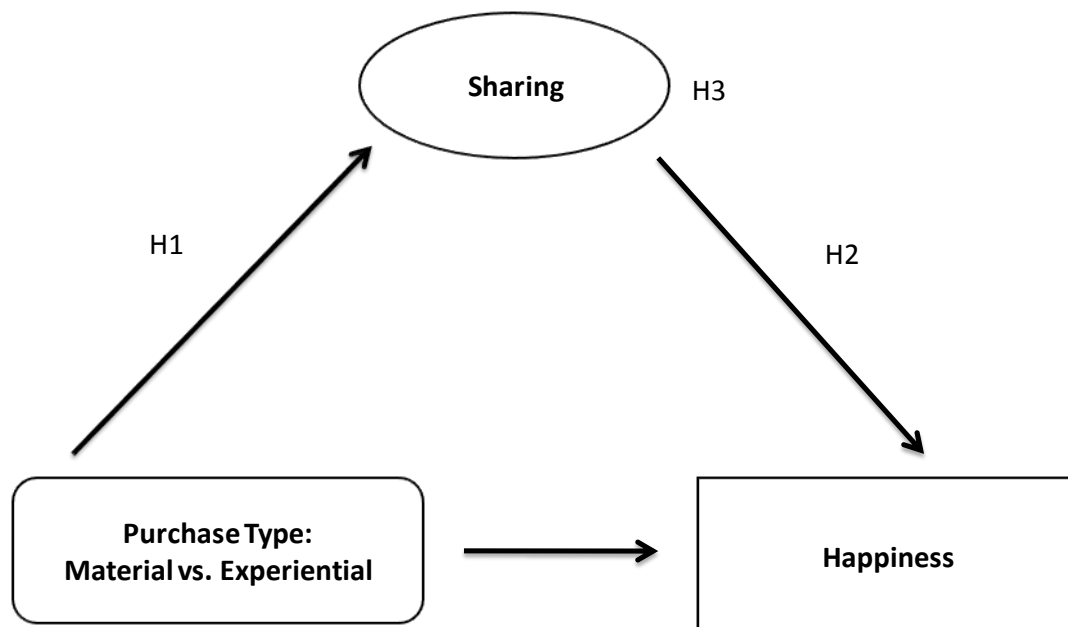 Sharing
H3
H1
H2
Purchase Type:
Material vs. Experiential
Happiness